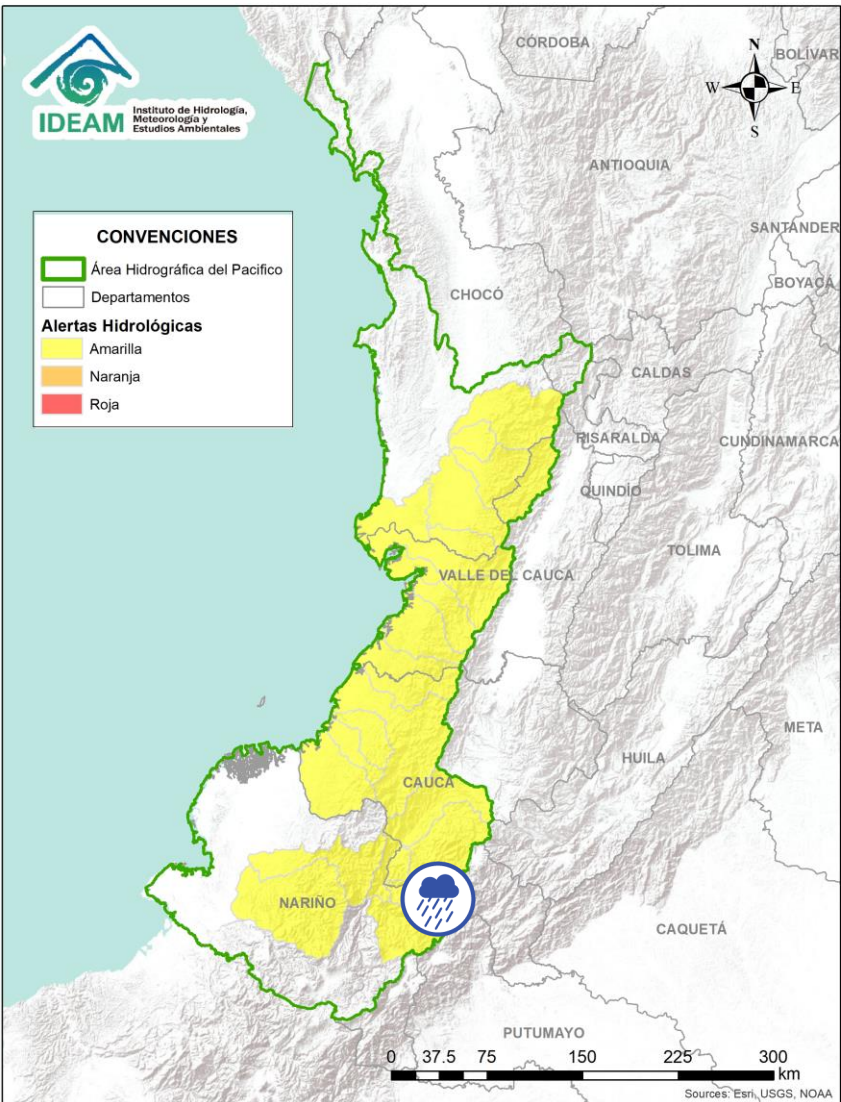 IDEAM
Instituto de Hidrología,
Meteorología y
Estudios Ambientales
N
W
E
S
CÓRDOBA
BOLÍVAR
ANTIOQUIA
SANTANDER
BOYACÁ
CHOCÓ
CALDAS
RISARALDA
CUNDINAMARCA
QUINDÍO
TOLIMA
VALLE DEL CAUCA
META
HUILA
CAUCA
NARIÑO
CAQUETÁ
PUTUMAYO
CONVENCIONES
Área Hidrográfica del Pacifico
Departamentos
Alertas Hidrológicas
Amarilla
Naranja
Roja
0 37.5 75 150 225 300
km
Sources: Esri, USGS, NOAA